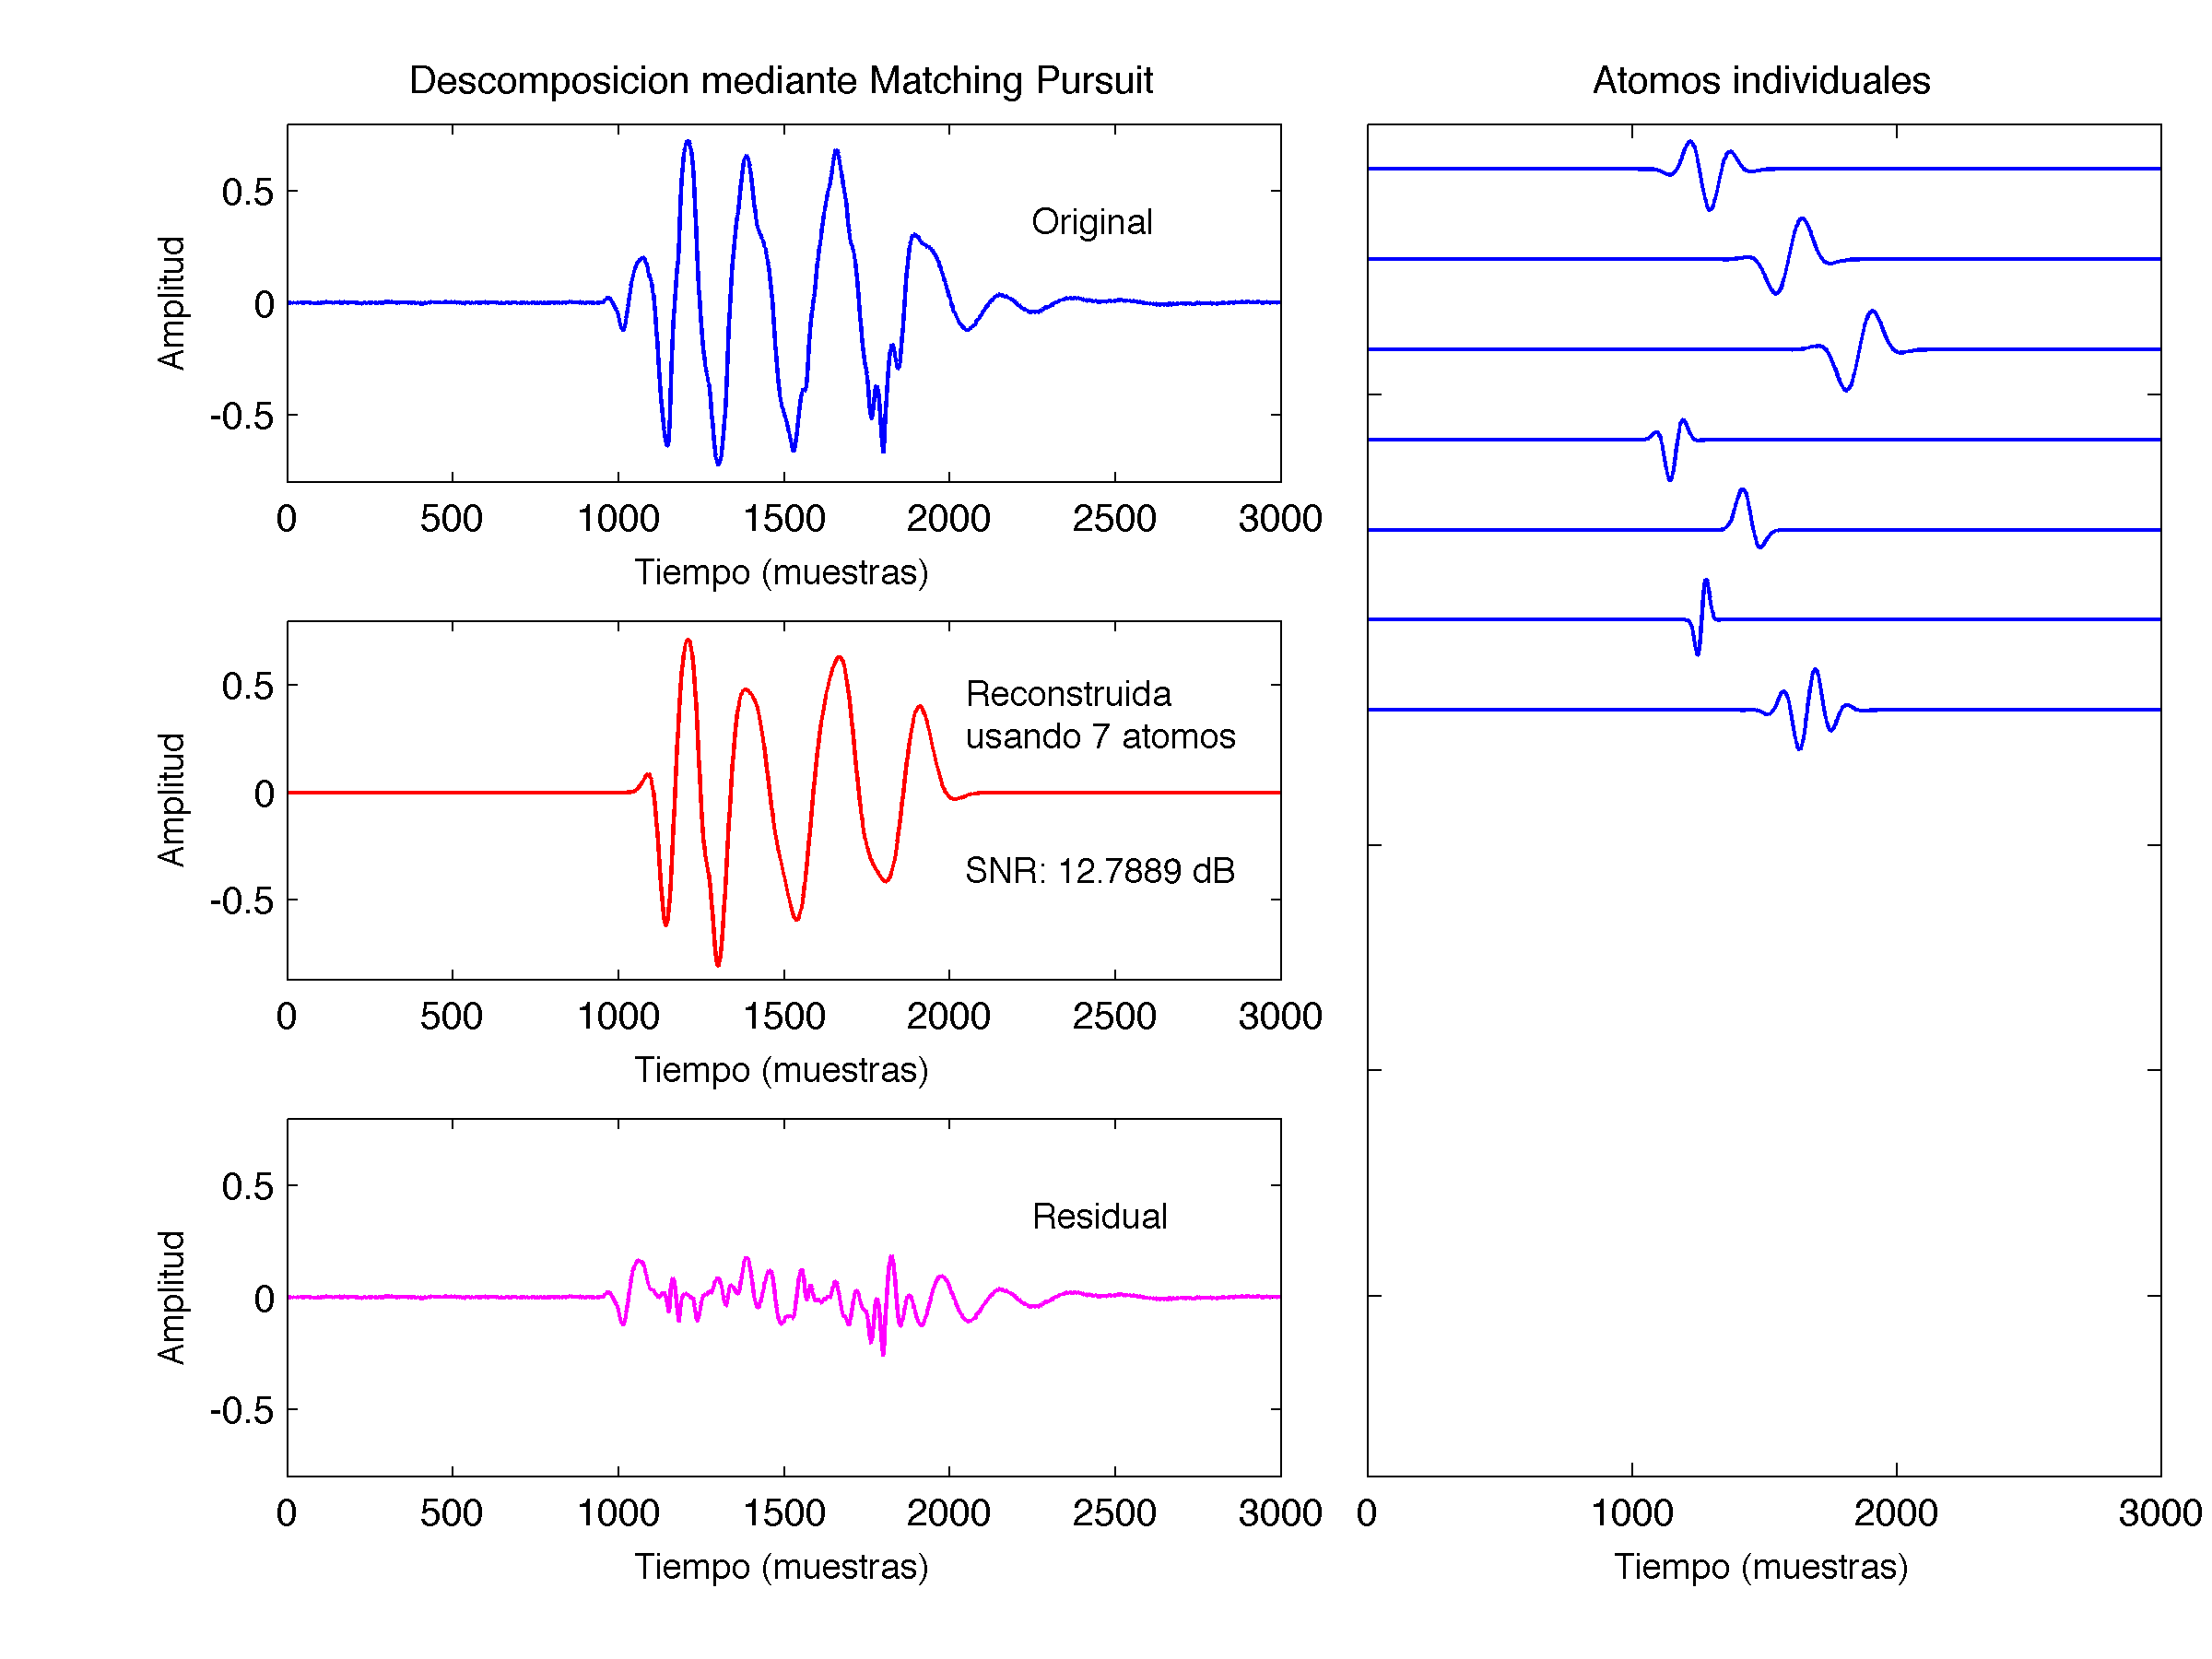 Descomposicion mediante Matching Pursuit
Amplitud
0.5
0
-0.5
Original
0 500 1000 1500 2000 2500 3000
Tiempo (muestras)
Amplitud
0.5
0
-0.5
Reconstruida
usando 7 atomos
SNR: 12.7889 dB
0 500 1000 1500 2000 2500 3000
Tiempo (muestras)
Amplitud
0.5
0
-0.5
Residual
0 500 1000 1500 2000 2500 3000
Tiempo (muestras)
Atomos individuales
0 1000 2000 3000
Tiempo (muestras)